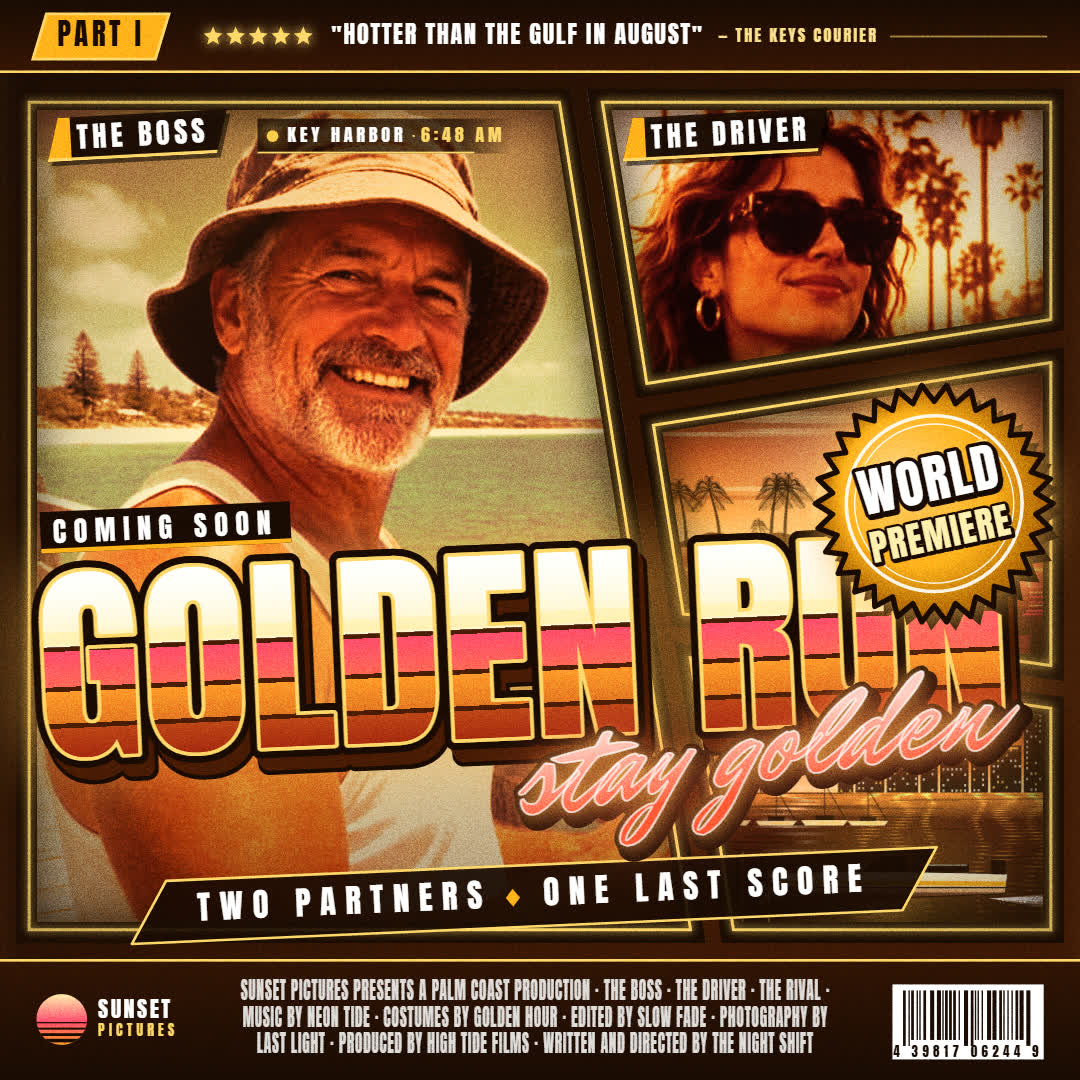 PART I
★★★★★ "HOTTER THAN THE GULF IN AUGUST" – THE KEYS COURIER
THE BOSS
KEY HARBOR · 6:48 AM
THE DRIVER
WORLD
PREMIERE
COMING SOON
GOLDEN RUN
stay golden
TWO PARTNERS ♦ ONE LAST SCORE
SUNSET
PICTURES
SUNSET PICTURES PRESENTS A PALM COAST PRODUCTION · THE BOSS · THE DRIVER · THE RIVAL ·
MUSIC BY NEON TIDE · COSTUMES BY GOLDEN HOUR · EDITED BY SLOW FADE · PHOTOGRAPHY BY
LAST LIGHT · PRODUCED BY HIGH TIDE FILMS · WRITTEN AND DIRECTED BY THE NIGHT SHIFT
4 39817 06244 9